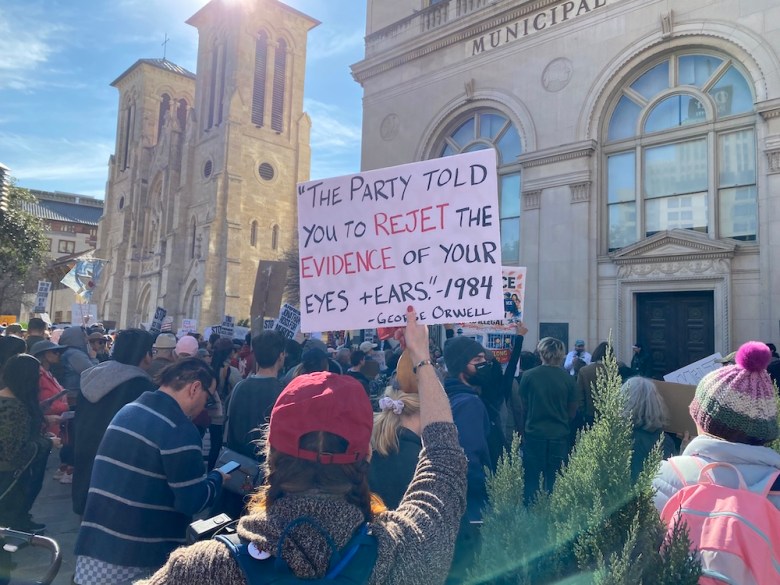 MUNICIPAL
"THE PARTY TOLD
YOU TO REJET THE
EVIDENCE OF YOUR
EYES + EARS."-1984
-GEORGE ORWELL